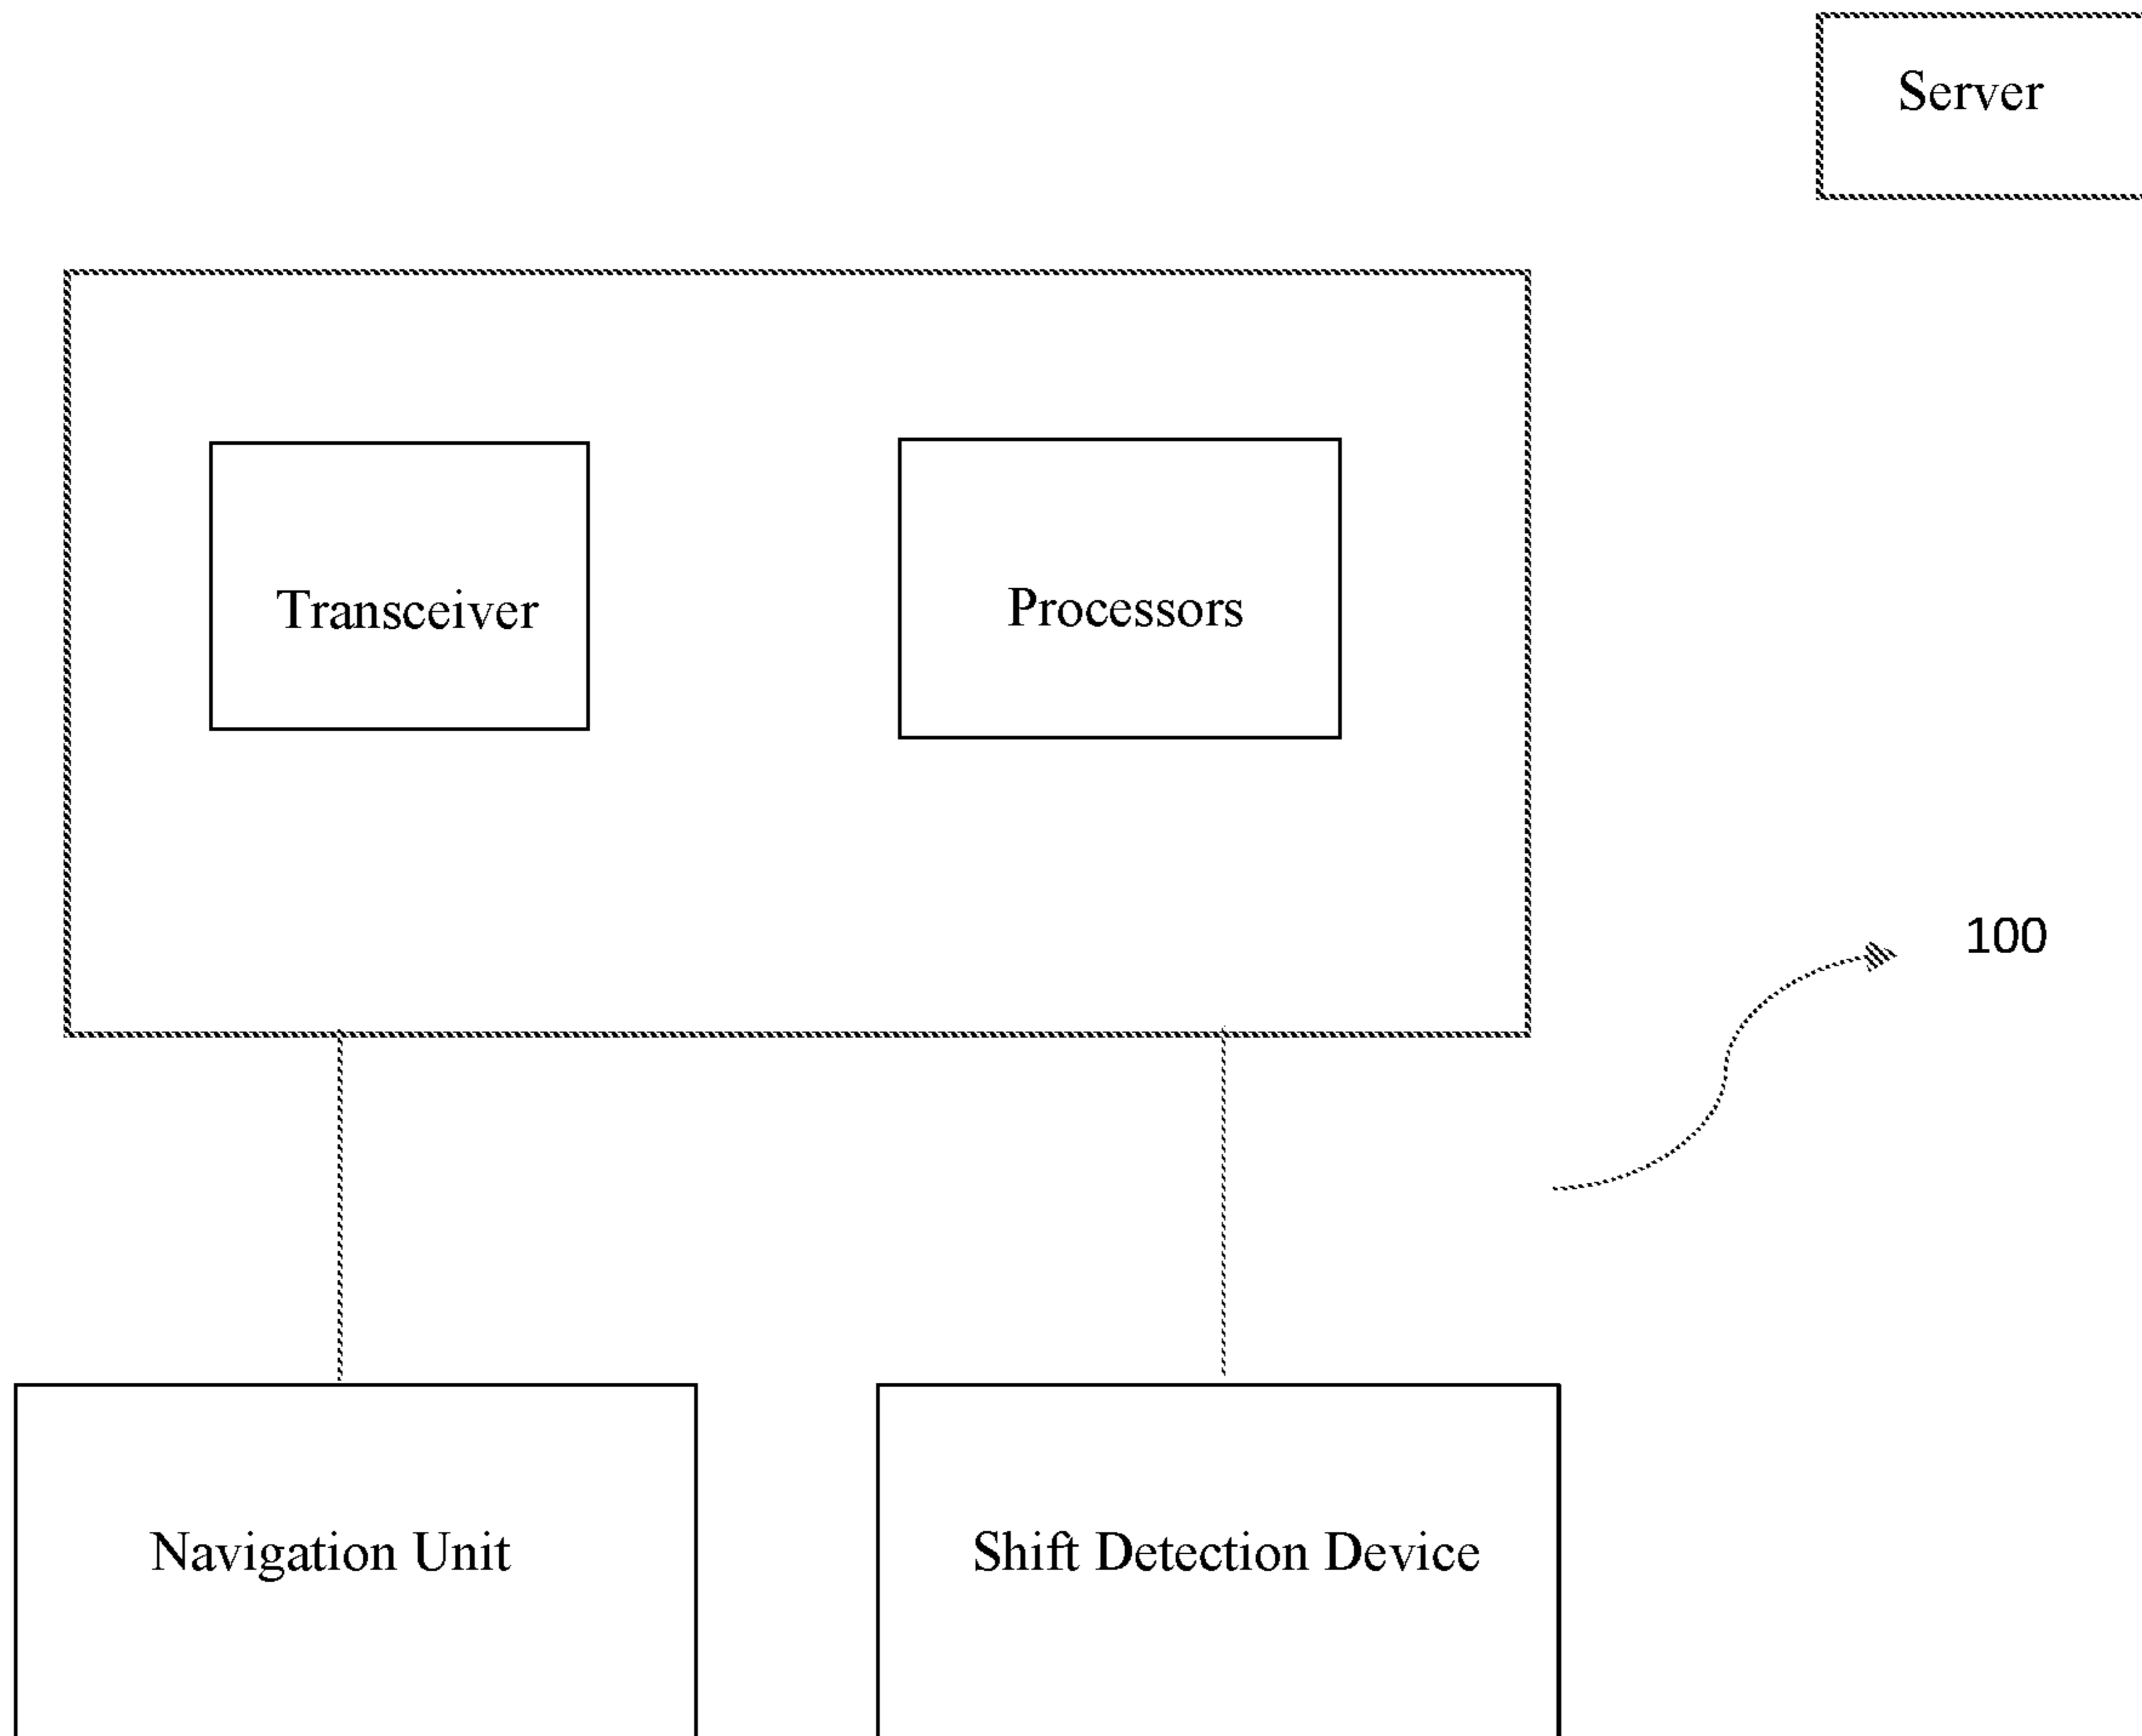 Server
Transceiver
Processors
100
Navigation Unit
Shift Detection Device